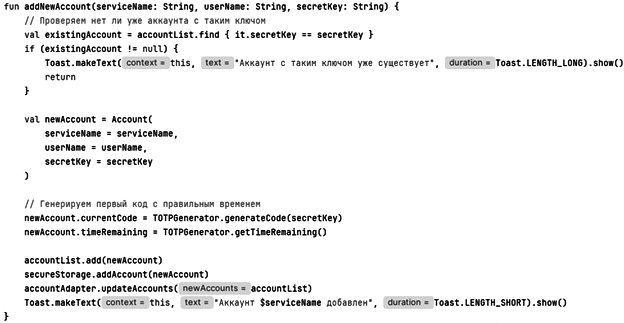 fun addNewAccount(serviceName: String, userName: String, secretKey: String) {
// Проверяем нет ли уже аккаунта с таким ключом
val existingAccount = accountList.find { it.secretKey == secretKey }
if (existingAccount != null) {
Toast.makeText( context = this, text = "Аккаунт с таким ключом уже существует", duration = Toast.LENGTH_LONG).show()
return
}
val newAccount = Account(
serviceName = serviceName,
userName = userName,
secretKey = secretKey
)
// Генерируем первый код с правильным временем
newAccount.currentCode = TOTPGenerator.generateCode(secretKey)
newAccount.timeRemaining = TOTPGenerator.getTimeRemaining()
accountList.add(newAccount)
secureStorage.addAccount(newAccount)
accountAdapter.updateAccounts( newAccounts = accountList)
Toast.makeText( context = this, text = "Аккаунт $serviceName добавлен", duration = Toast.LENGTH_SHORT).show()
}